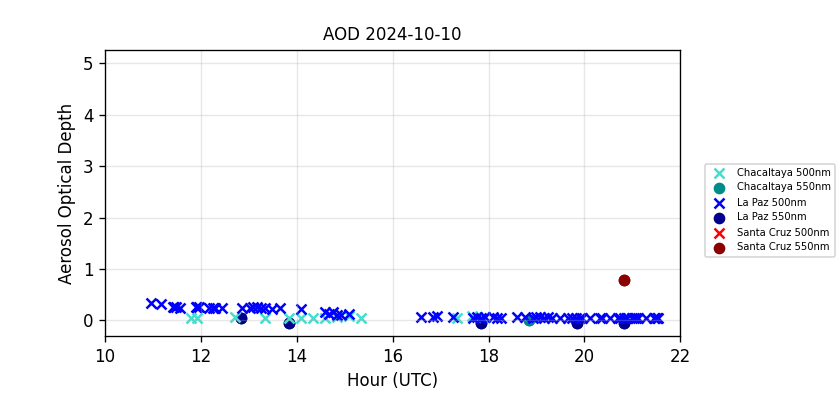 AOD 2024-10-10
Aerosol Optical Depth
5
4
3
2
1
0
10 12 14 16 18 20 22
Hour (UTC)
Chacaltaya 500nm
Chacaltaya 550nm
La Paz 500nm
La Paz 550nm
Santa Cruz 500nm
Santa Cruz 550nm